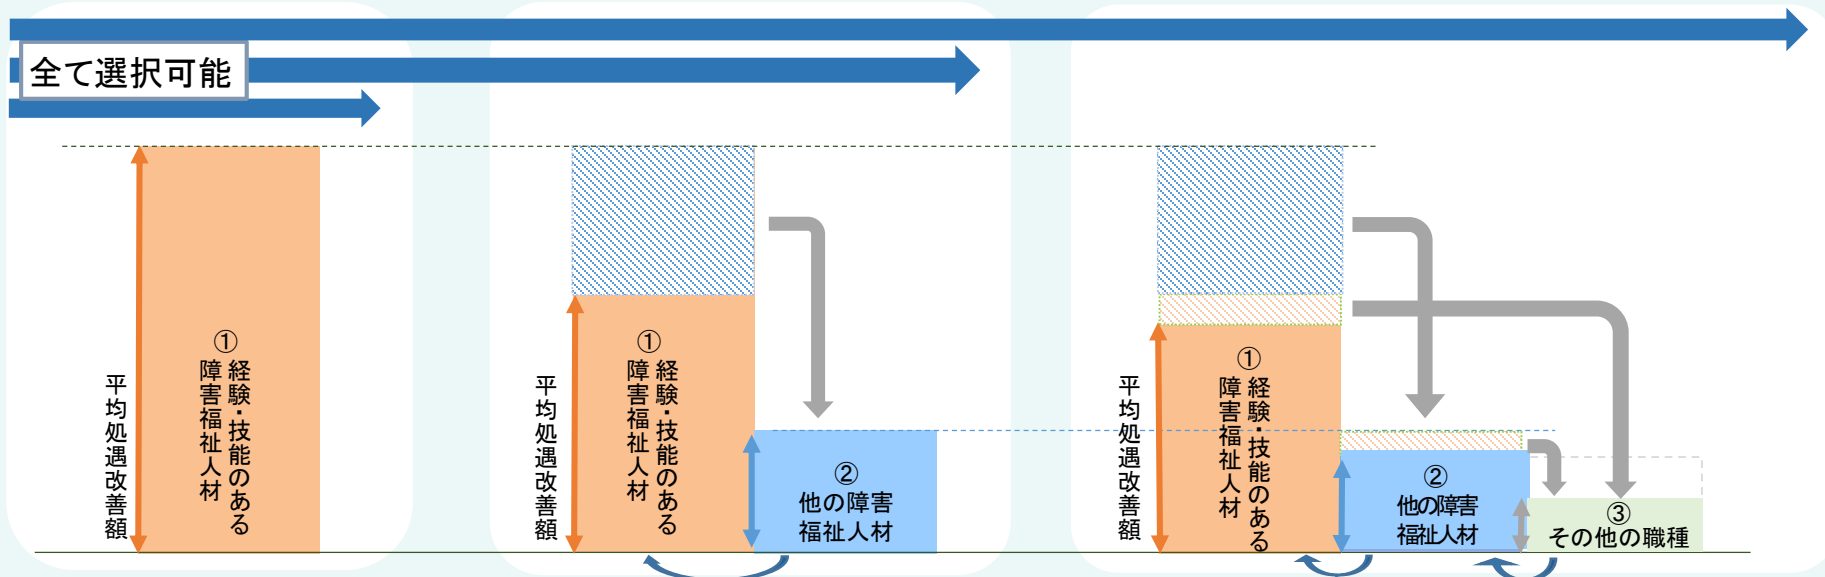 全て選択可能
平均処遇改善額
①
経験・技能のある
障害福祉人材
平均処遇改善額
①
経験・技能のある
障害福祉人材
②
他の障害
福祉人材
平均処遇改善額
①
経験・技能のある
障害福祉人材
②
他の障害
福祉人材
③
その他の職種